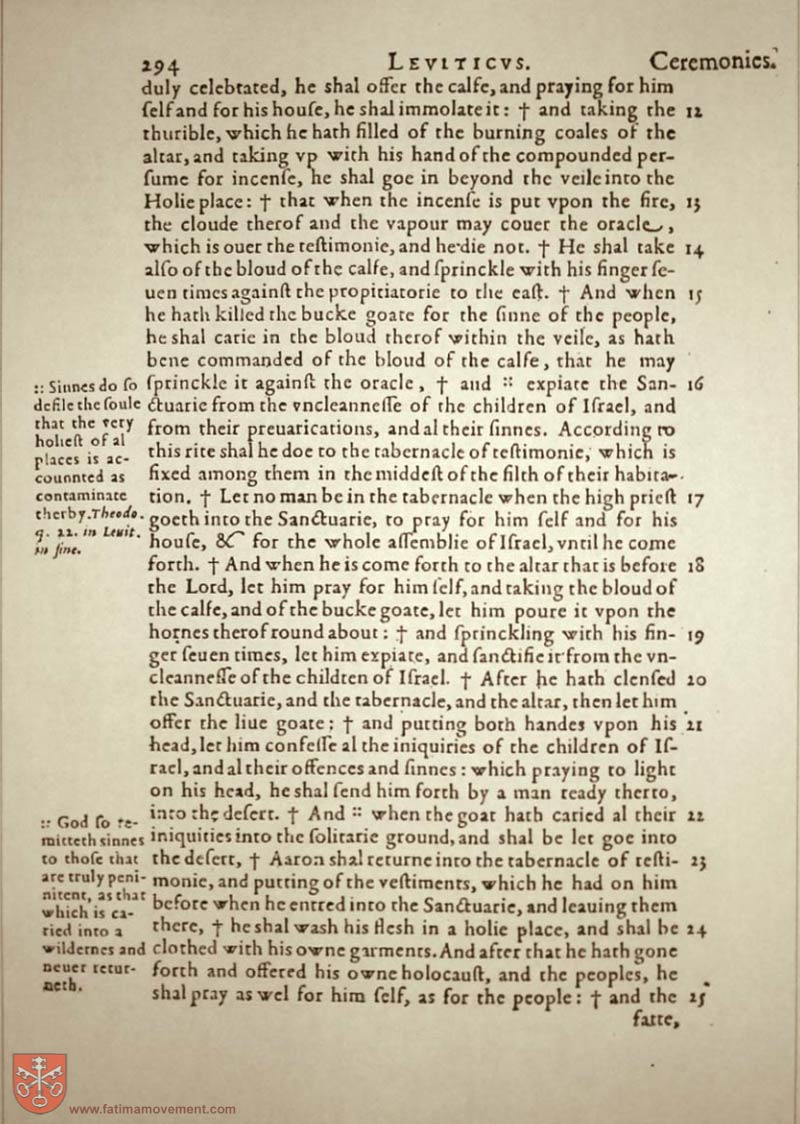 294 LEVITICVS. Ceremonies.
duly celebrated, he shal offer the calfe, and praying for him
ſelf and for his houſe, he shal immolate it: † and taking the 12
thurible, which he hath filled of the burning coales of the
altar, and taking vp with his hand of the compounded per-
fume for incenſe, he shal goe in beyond the veile into the
Holie place: † that when the incenſe is put vpon the fire, 13
the cloude therof and the vapour may couer the oracle,
which is ouer the teſtimonie, and he die not. † He shal take 14
alſo of the bloud of the calfe, and ſprinckle with his finger ſe-
uen times againſt the propitiatorie to the eaſt. † And when 15
he hath killed the bucke goate for the ſinne of the people,
he shal carie in the bloud therof within the veile, as hath
bene commanded of the bloud of the calfe, that he may
ſprinckle it againſt the oracle, † and :: expiate the San- 16
ctuarie from the vncleanneſſe of the children of Iſrael, and
from their preuarications, and al their ſinnes. According to
this rite shal he doe to the tabernacle of teſtimonie, which is
fixed among them in the middeſt of the filth of their habita-
tion. † Let no man be in the tabernacle when the high prieſt 17
goeth into the Sanctuarie, to pray for him ſelf and for his
houſe, & for the whole aſſemblie of Iſrael, vntil he come
forth. † And when he is come forth to the altar that is before 18
the Lord, let him pray for him ſelf, and taking the bloud of
the calfe, and of the bucke goate, let him poure it vpon the
hornes therof round about: † and ſprinckling with his fin- 19
ger ſeuen times, let him expiate, and ſanctifie it from the vn-
cleanneſſe of the children of Iſrael. † After he hath clenſed 20
the Sanctuarie, and the tabernacle, and the altar, then let him
offer the liue goate: † and putting both handes vpon his 21
head, let him confeſſe al the iniquities of the children of Iſ-
rael, and al their offences and ſinnes: which praying to light
on his head, he shal ſend him forth by a man ready therto,
into the deſert. † And :: when the goat hath caried al their 22
iniquities into the ſolitarie ground, and shal be let goe into
the deſert, † Aaron shal returne into the tabernacle of teſti- 23
monie, and putting of the veſtiments, which he had on him
before when he entred into the Sanctuarie, and leauing them
there, † he shal wash his flesh in a holie place, and shal be 24
clothed with his owne garments. And after that he hath gone
forth and offered his owne holocauſt, and the peoples, he
shal pray as wel for him ſelf, as for the people: † and the 25
fatte,
:: Sinnes do ſo
defile the ſoule
that the very
holieſt of al
places is ac-
counnted as
contaminate
therby. Theodo.
q. 22. in Leuit.
in fine.
:: God ſo re-
mitteth sinnes
to thoſe that
are truly peni-
nitent, as that
which is ca-
ried into a
wildernes and
neuer retur-
neth.
www.fatimamovement.com